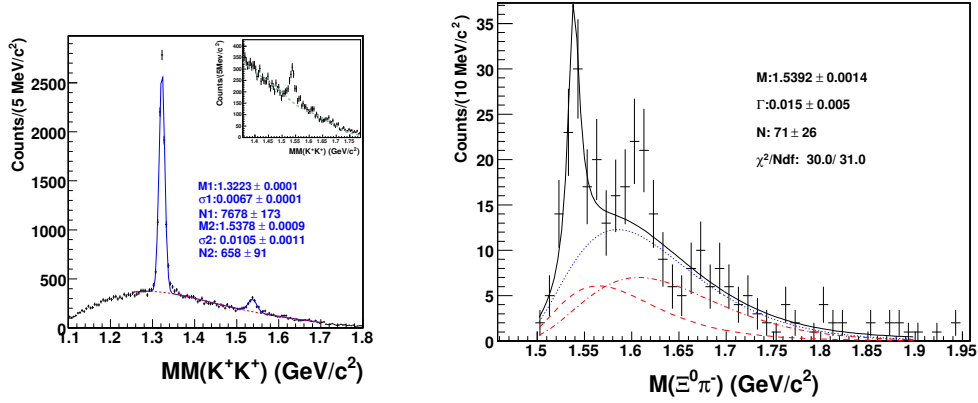 Counts/(5 MeV/c²)
2500
2000
1500
1000
500
0
1.1 1.2 1.3 1.4 1.5 1.6 1.7 1.8
MM(K⁺K⁺) (GeV/c²)
Counts/(5Mev/c²)
400
350
300
250
200
150
100
50
0
1.4 1.45 1.5 1.55 1.6 1.65 1.7 1.75
MM(K⁺K⁺) (GeV/c²)
M1:1.3223 ± 0.0001
σ1:0.0067 ± 0.0001
N1: 7678 ± 173
M2:1.5378 ± 0.0009
σ2: 0.0105 ± 0.0011
N2: 658 ± 91
Counts/(10 MeV/c²)
35
30
25
20
15
10
5
0
1.5 1.55 1.6 1.65 1.7 1.75 1.8 1.85 1.9 1.95
M(Ξ⁰π⁻) (GeV/c²)
M:1.5392 ± 0.0014
Γ:0.015 ± 0.005
N: 71 ± 26
χ²/Ndf: 30.0/ 31.0